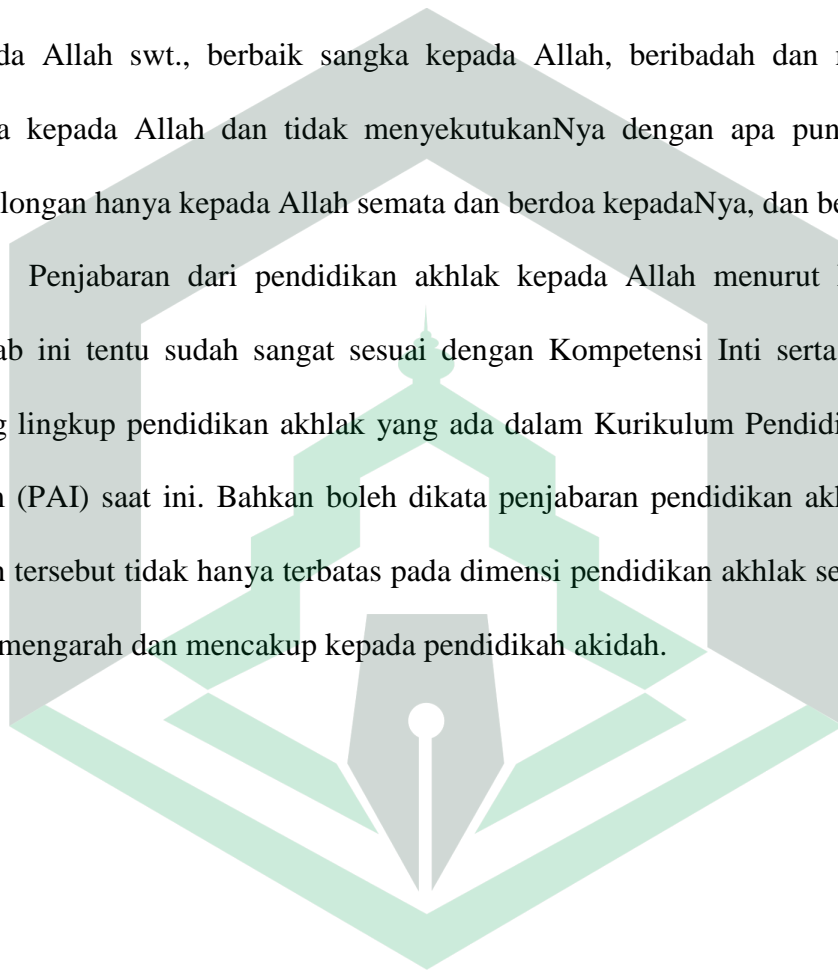 da Allah swt., berbaik sangka kepada Allah, beribadah dan
a kepada Allah dan tidak menyekutukanNya dengan apa pun
longan hanya kepada Allah semata dan berdoa kepadaNya, dan be
Penjabaran dari pendidikan akhlak kepada Allah menurut
ab ini tentu sudah sangat sesuai dengan Kompetensi Inti serta
g lingkup pendidikan akhlak yang ada dalam Kurikulum Pendidi
(PAI) saat ini. Bahkan boleh dikata penjabaran pendidikan akl
tersebut tidak hanya terbatas pada dimensi pendidikan akhlak se
mengarah dan mencakup kepada pendidikah akidah.